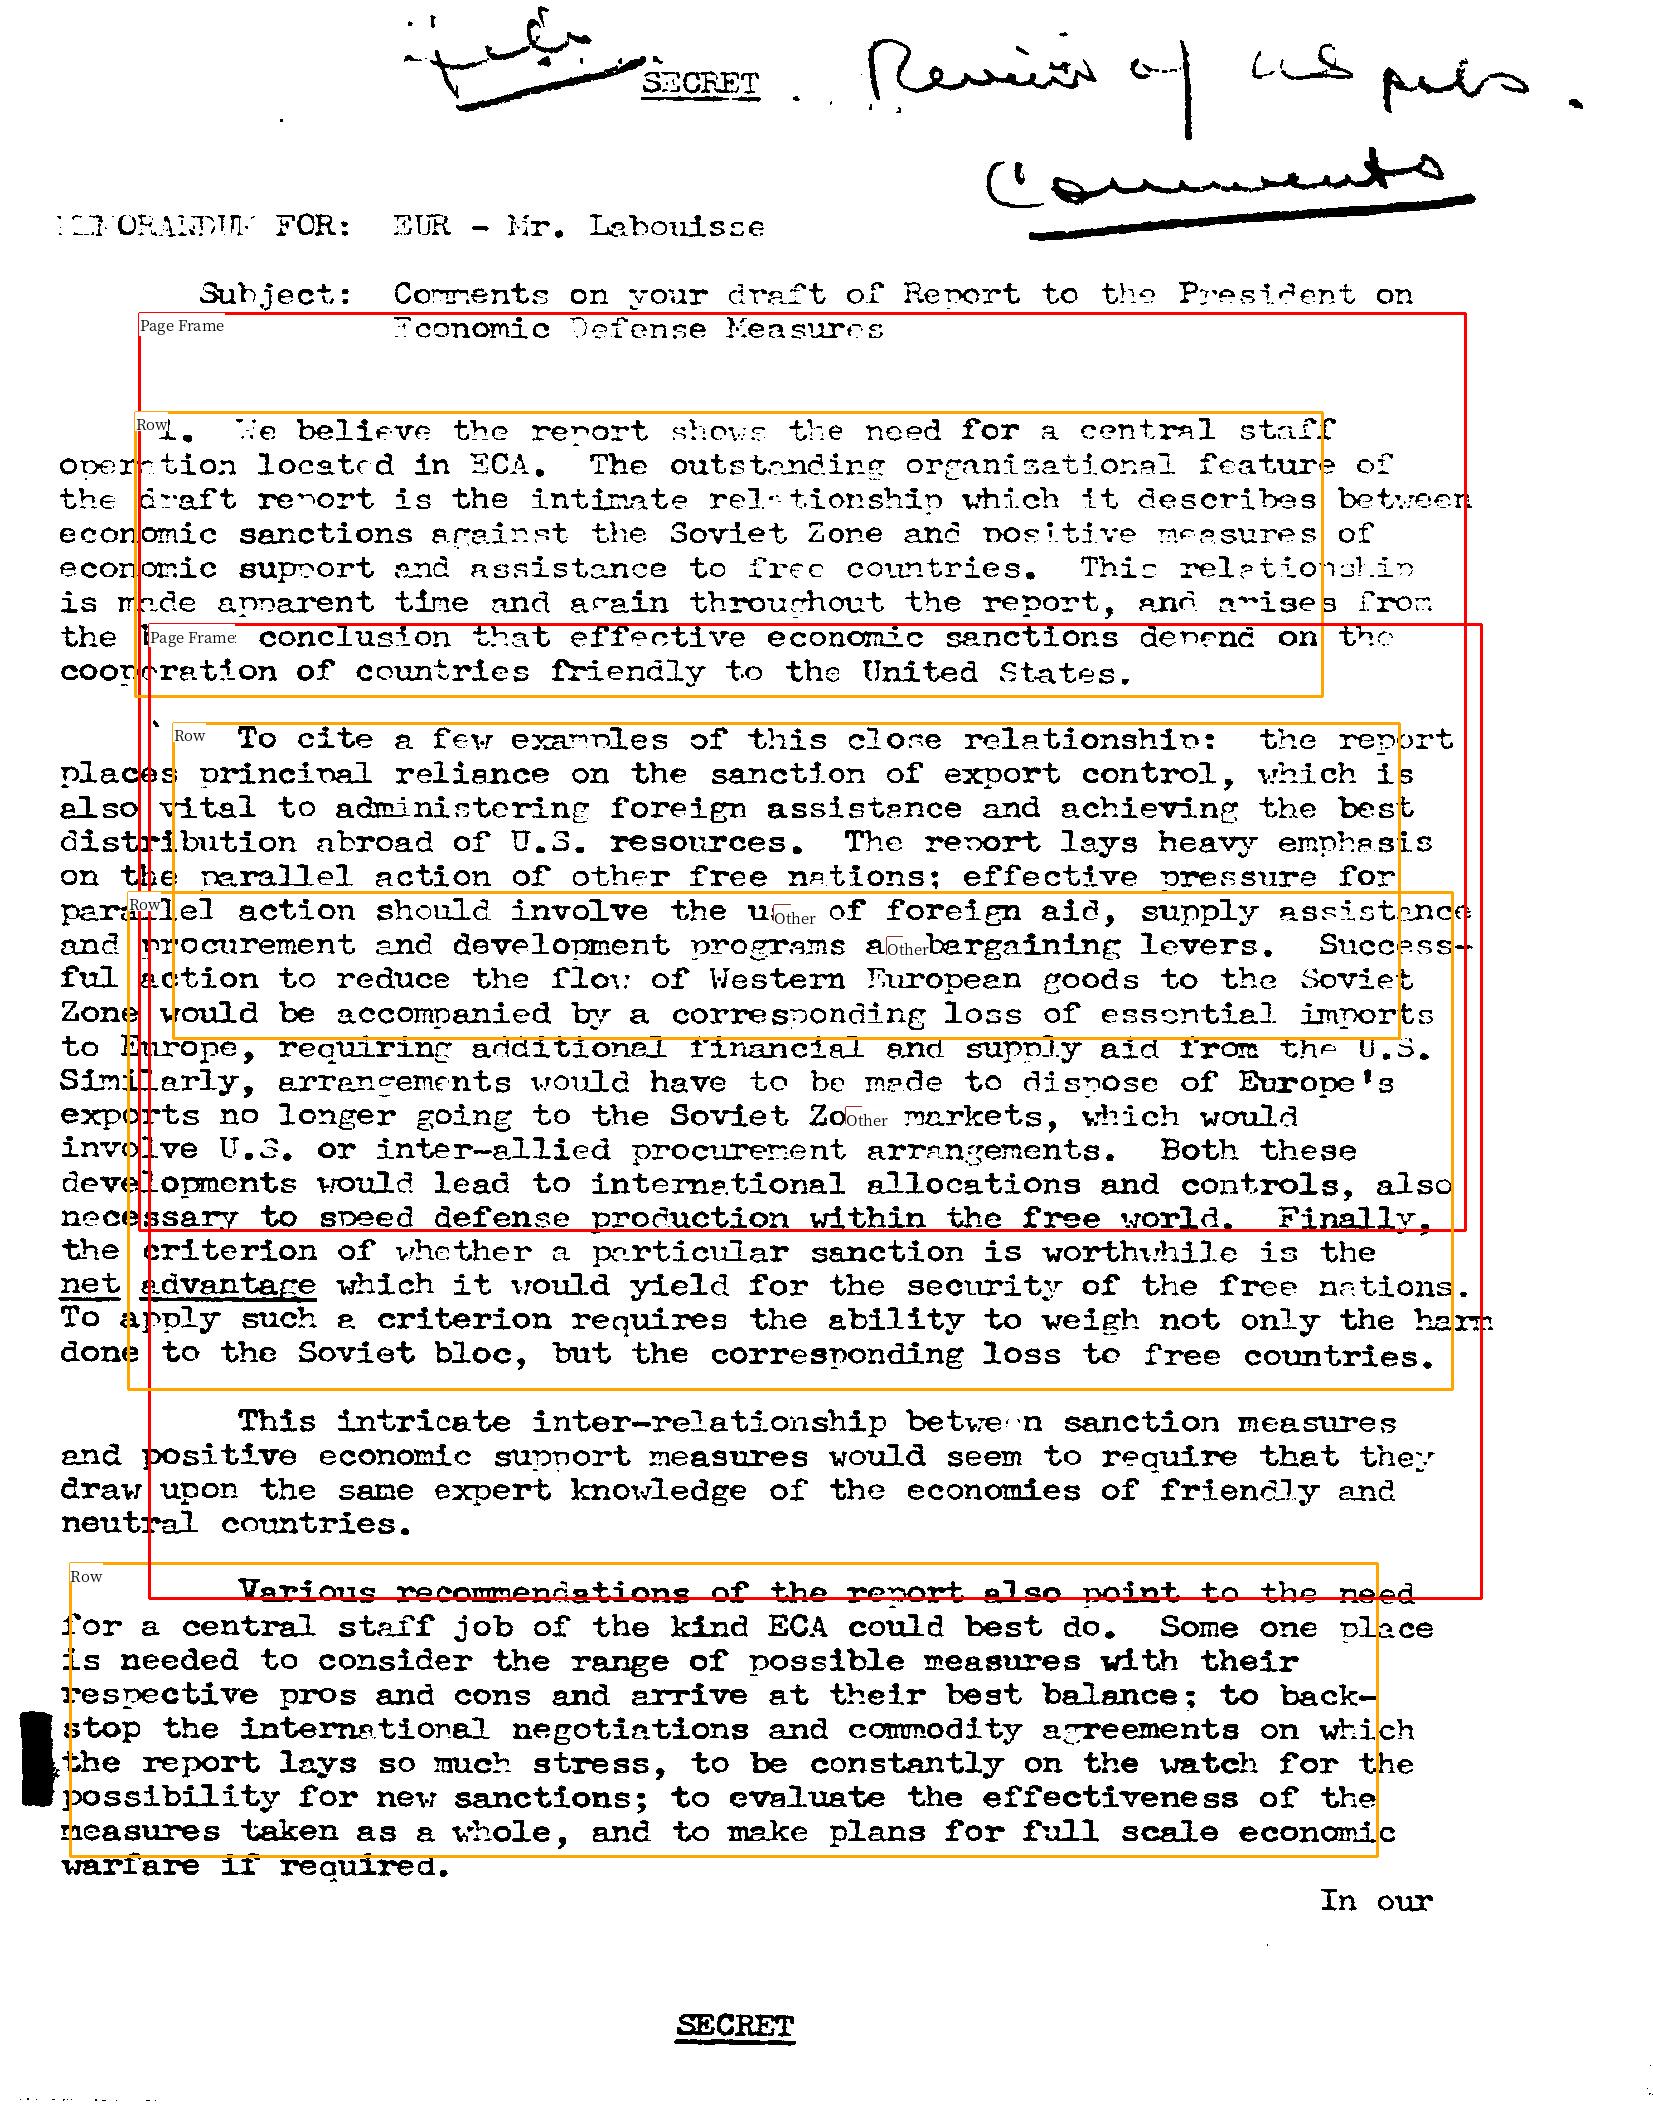 SECRET
Review of US pubs.
Comments
MEMORANDUM FOR: EUR - Mr. Labouisse
Subject: Comments on your draft of Report to the President on
Page Frame
Economic Defense Measures
Row
1. We believe the report shows the need for a central staff
operation located in ECA. The outstanding organizational feature of
the draft report is the intimate relationship which it describes between
economic sanctions against the Soviet Zone and positive measures of
economic support and assistance to free countries. This relationship
is made apparent time and again throughout the report, and arises from
the Page Frame conclusion that effective economic sanctions depend on the
cooperation of countries friendly to the United States.
Row To cite a few examples of this close relationship: the report
places principal reliance on the sanction of export control, which is
also vital to administering foreign assistance and achieving the best
distribution abroad of U.S. resources. The report lays heavy emphasis
on the parallel action of other free nations; effective pressure for
Row
parallel action should involve the u Other of foreign aid, supply assistance
and procurement and development programs a Other bargaining levers. Success-
ful action to reduce the flow of Western European goods to the Soviet
Zone would be accompanied by a corresponding loss of essential imports
to Europe, requiring additional financial and supply aid from the U.S.
Similarly, arrangements would have to be made to dispose of Europe's
exports no longer going to the Soviet Zo Other markets, which would
involve U.S. or inter-allied procurement arrangements. Both these
developments would lead to international allocations and controls, also
necessary to speed defense production within the free world. Finally,
the criterion of whether a particular sanction is worthwhile is the
net advantage which it would yield for the security of the free nations.
To apply such a criterion requires the ability to weigh not only the harm
done to the Soviet bloc, but the corresponding loss to free countries.
This intricate inter-relationship between sanction measures
and positive economic support measures would seem to require that they
draw upon the same expert knowledge of the economies of friendly and
neutral countries.
Row
Various recommendations of the report also point to the need
for a central staff job of the kind ECA could best do. Some one place
is needed to consider the range of possible measures with their
respective pros and cons and arrive at their best balance; to back-
stop the international negotiations and commodity agreements on which
the report lays so much stress, to be constantly on the watch for the
possibility for new sanctions; to evaluate the effectiveness of the
measures taken as a whole, and to make plans for full scale economic
warfare if required.
In our
SECRET